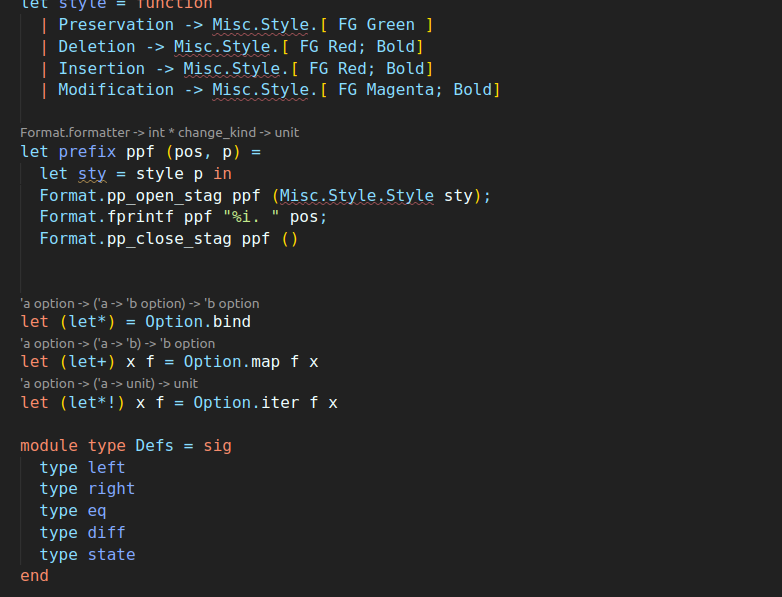 let style = function
| Preservation -> Misc.Style.[ FG Green ]
| Deletion -> Misc.Style.[ FG Red; Bold]
| Insertion -> Misc.Style.[ FG Red; Bold]
| Modification -> Misc.Style.[ FG Magenta; Bold]
Format.formatter -> int * change_kind -> unit
let prefix ppf (pos, p) =
let sty = style p in
Format.pp_open_stag ppf (Misc.Style.Style sty);
Format.fprintf ppf "%i. " pos;
Format.pp_close_stag ppf ()
'a option -> ('a -> 'b option) -> 'b option
let (let*) = Option.bind
'a option -> ('a -> 'b) -> 'b option
let (let+) x f = Option.map f x
'a option -> ('a -> unit) -> unit
let (let*!) x f = Option.iter f x
module type Defs = sig
type left
type right
type eq
type diff
type state
end